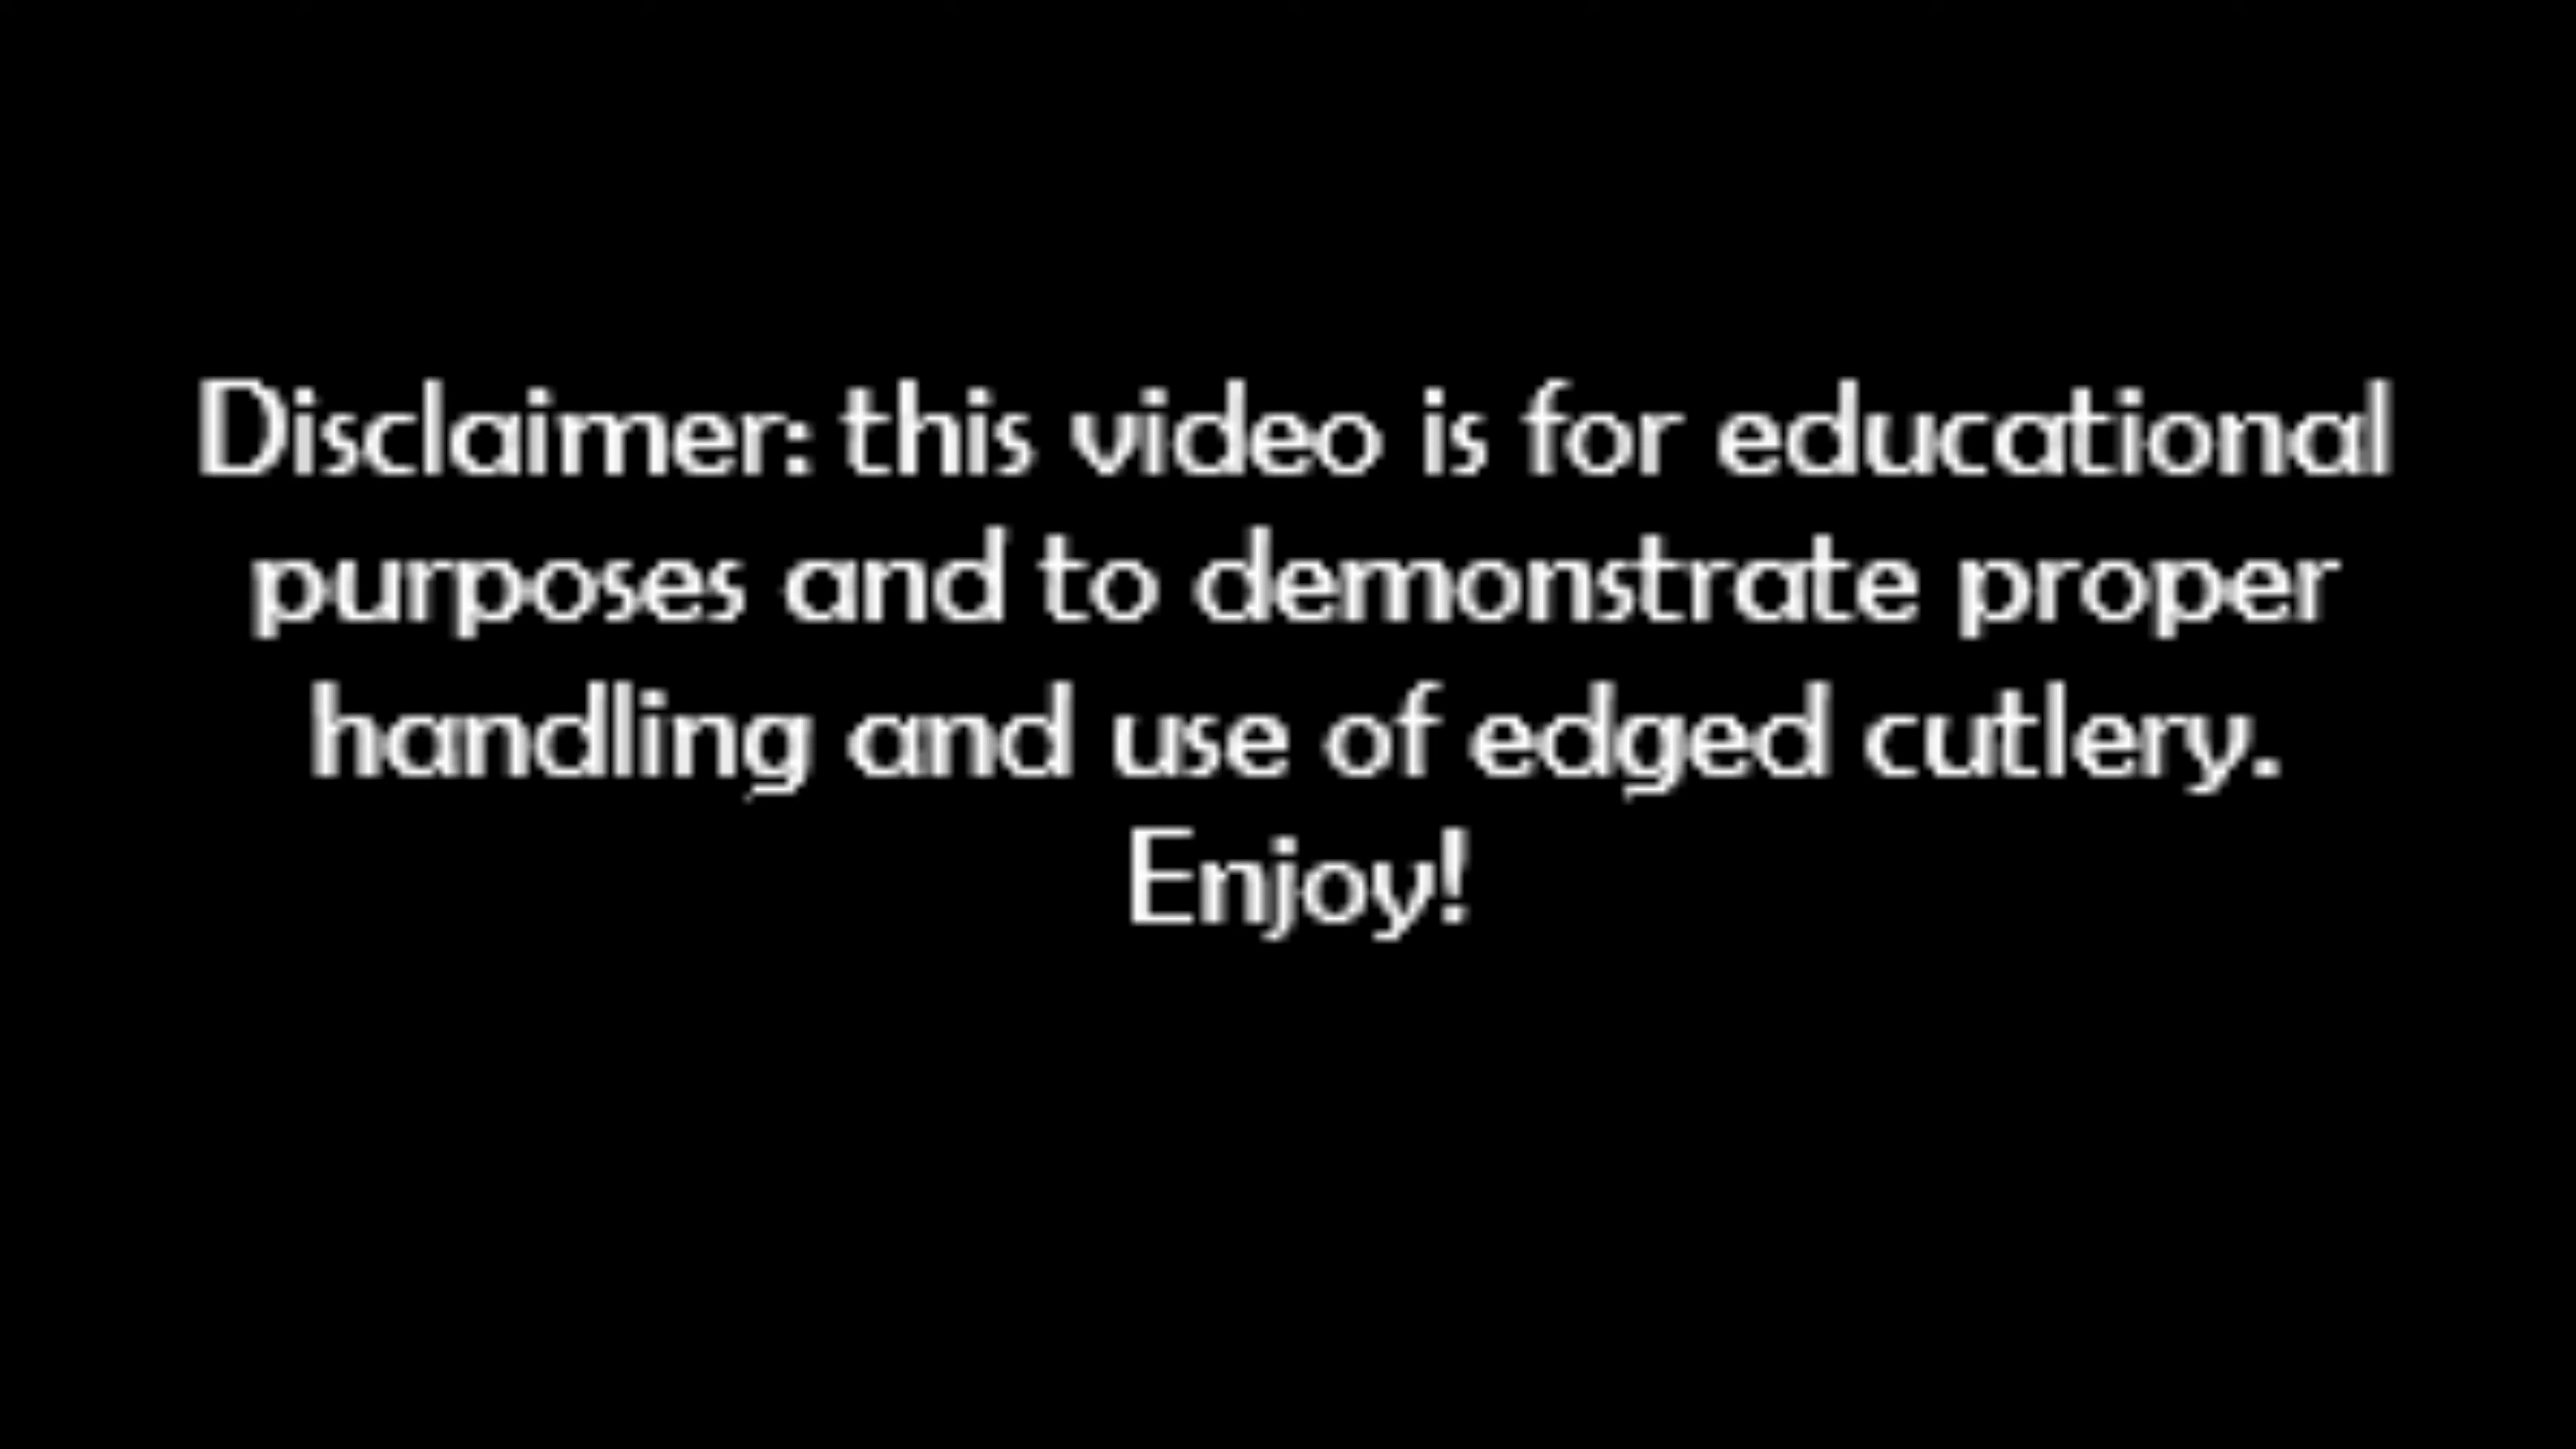 Disclaimer: this video is for educational
purposes and to demonstrate proper
handling and use of edged cutlery.
Enjoy!